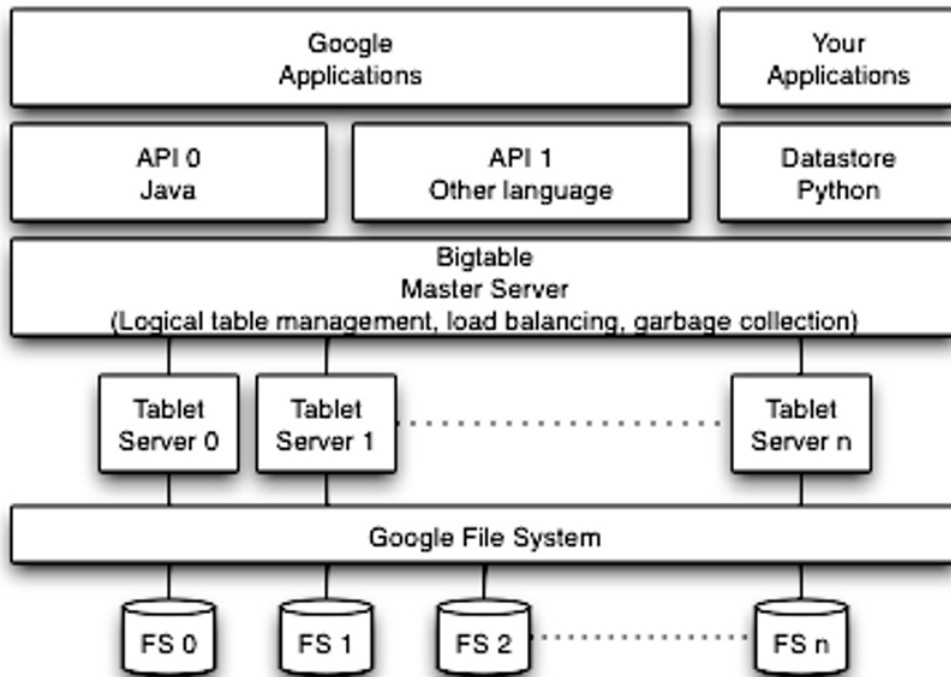 Google
Applications
Your
Applications
API 0
Java
API 1
Other language
Datastore
Python
Bigtable
Master Server
(Logical table management, load balancing, garbage collection)
Tablet
Server 0
Tablet
Server 1
Tablet
Server n
Google File System
FS 0
FS 1
FS 2
FS n